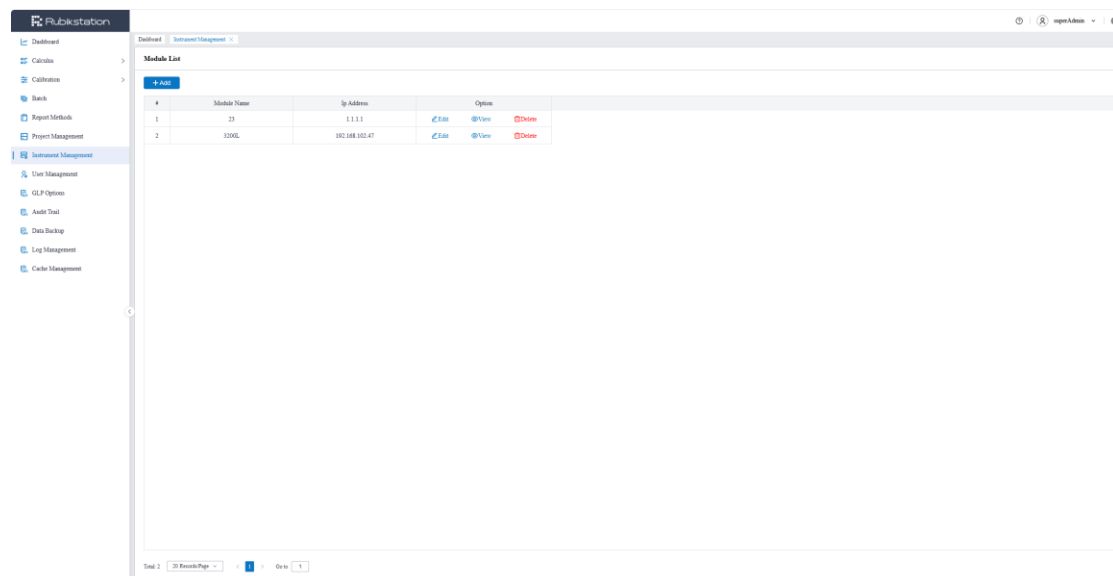 Rubikstation
superAdmin
Dashboard
Calculus
Calibration
Batch
Report Methods
Project Management
Instrument Management
User Management
GLP Options
Audit Trail
Data Backup
Log Management
Cache Management
Dashboard Instrument Management ×
Module List
+ Add
# Module Name Ip Address Option
1 23 1.1.1.1 Edit View Delete
2 3200L 192.168.102.47 Edit View Delete
Total: 2 20 Records/Page < 1 > Go to 1